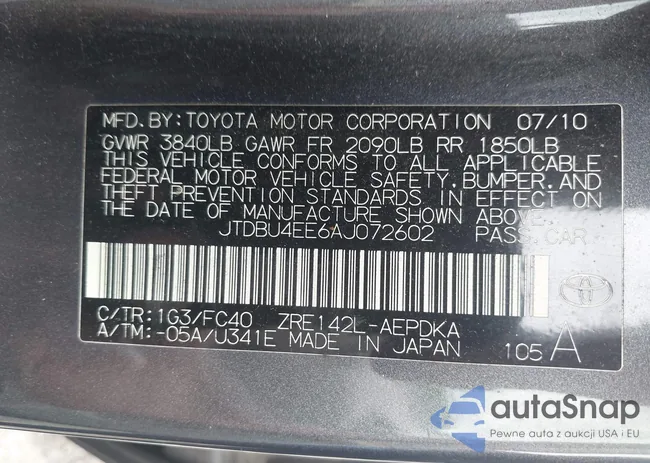 MFD. BY: TOYOTA MOTOR CORPORATION 07/10
GVWR 3840LB GAWR FR 2090LB RR 1850LB
THIS VEHICLE CONFORMS TO ALL APPLICABLE
FEDERAL MOTOR VEHICLE SAFETY, BUMPER, AND
THEFT PREVENTION STANDARDS IN EFFECT ON
THE DATE OF MANUFACTURE SHOWN ABOVE.
JTDBU4EE6AJ072602 PASS. CAR
C/TR: 1G3/FC40 ZRE142L-AEPDKA
A/TM: -05A/U341E MADE IN JAPAN 105 A
autaSnap
Pewne auta z aukcji USA i EU